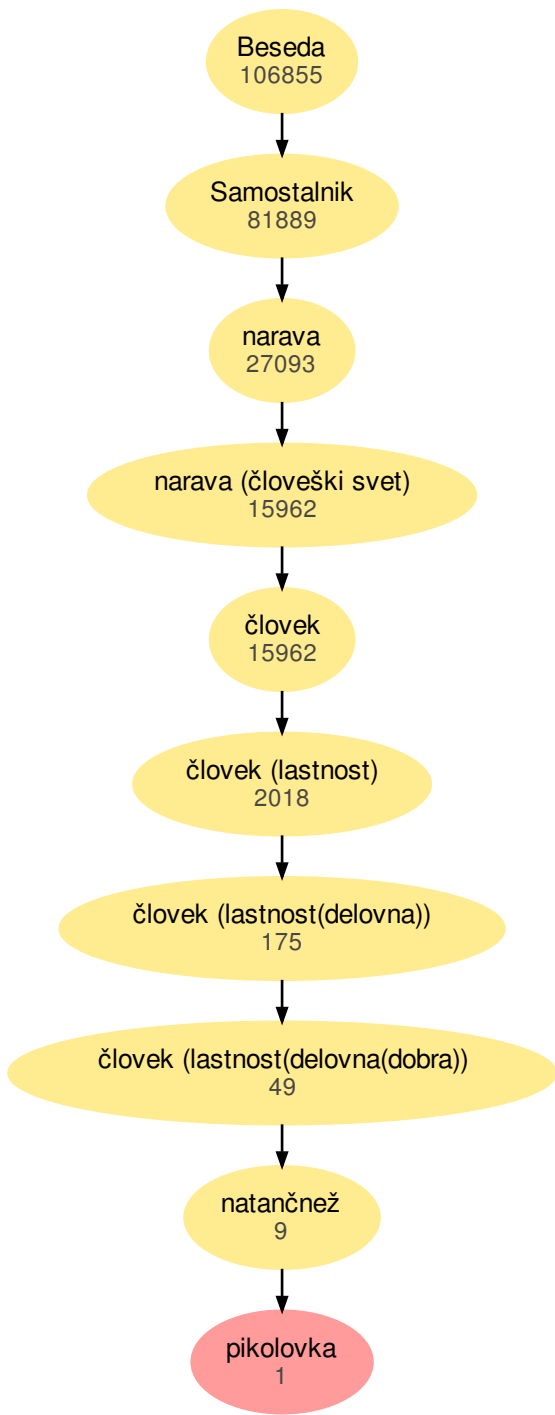 Beseda
106855
Samostalnik
81889
narava
27093
narava (človeški svet)
15962
človek
15962
človek (lastnost)
2018
človek (lastnost(delovna))
175
človek (lastnost(delovna(dobra))
49
natančnež
9
pikolovka
1